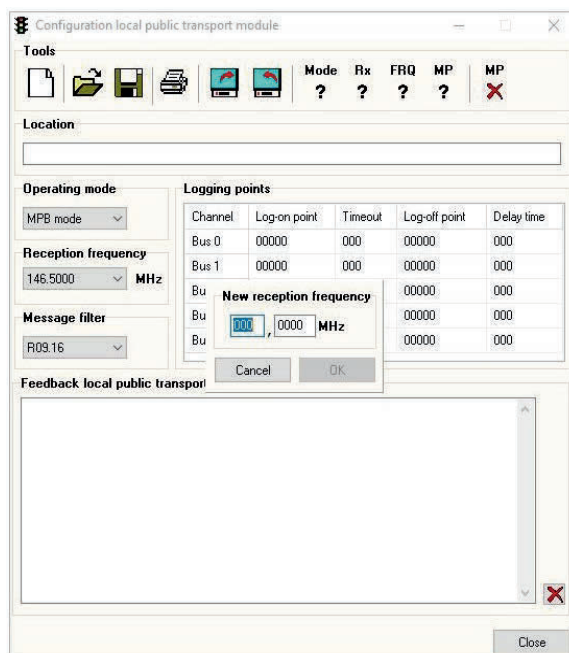 Configuration local public transport module
Tools
Mode Rx FRQ MP MP
? ? ? ?
Location
Operating mode
MPB mode
Reception frequency
146.5000 MHz
Message filter
R09.16
Logging points
Channel Log-on point Timeout Log-off point Delay time
Bus 0 00000 000 00000 000
Bus 1 00000 000 00000 000
Bu 00000 000
Bu 00000 000
Bu 00000 000
New reception frequency
000 , 0000 MHz
Cancel OK
Feedback local public transport
Close